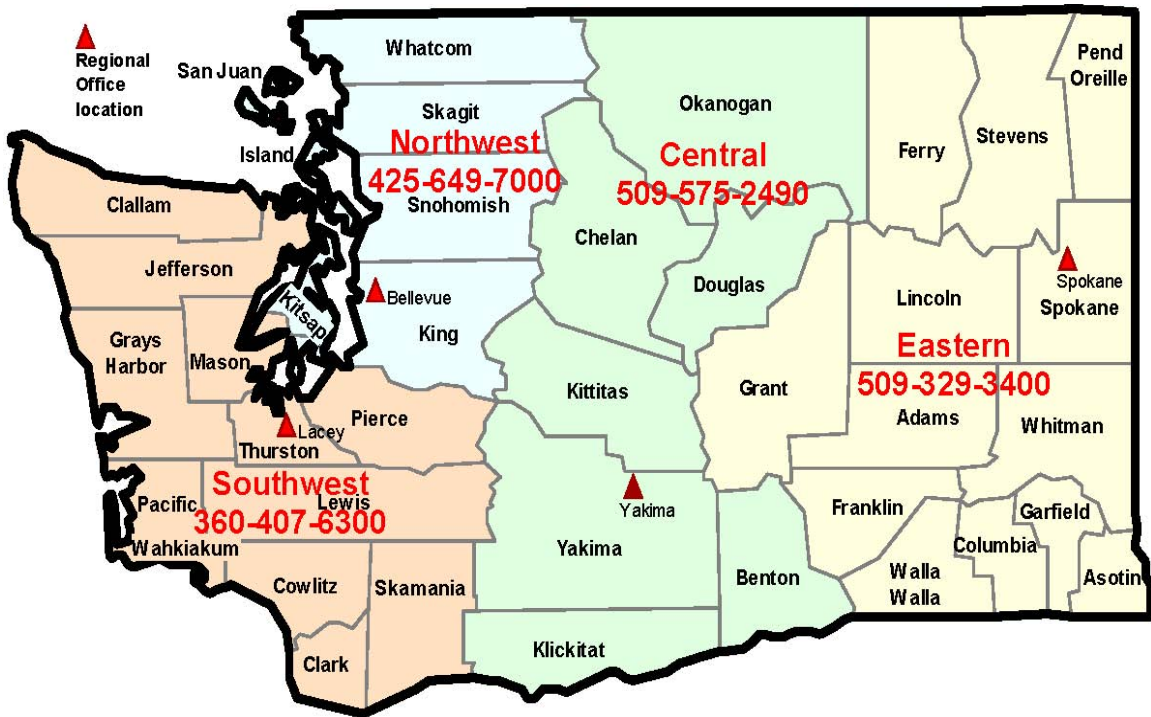 Regional
Office
location
San Juan
Whatcom
Skagit
Island
Northwest
425-649-7000
Snohomish
Okanogan
Central
509-575-2490
Pend
Oreille
Stevens
Ferry
Clallam
Jefferson
Chelan
Douglas
Lincoln
Spokane
Spokane
Bellevue
King
Kitsap
Grays
Harbor
Mason
Eastern
509-329-3400
Kittitas
Grant
Adams
Whitman
Pierce
Lacey
Thurston
Southwest
360-407-6300
Lewis
Pacific
Wahkiakum
Yakima
Yakima
Franklin
Garfield
Columbia
Benton
Walla
Walla
Asotin
Cowlitz
Skamania
Klickitat
Clark